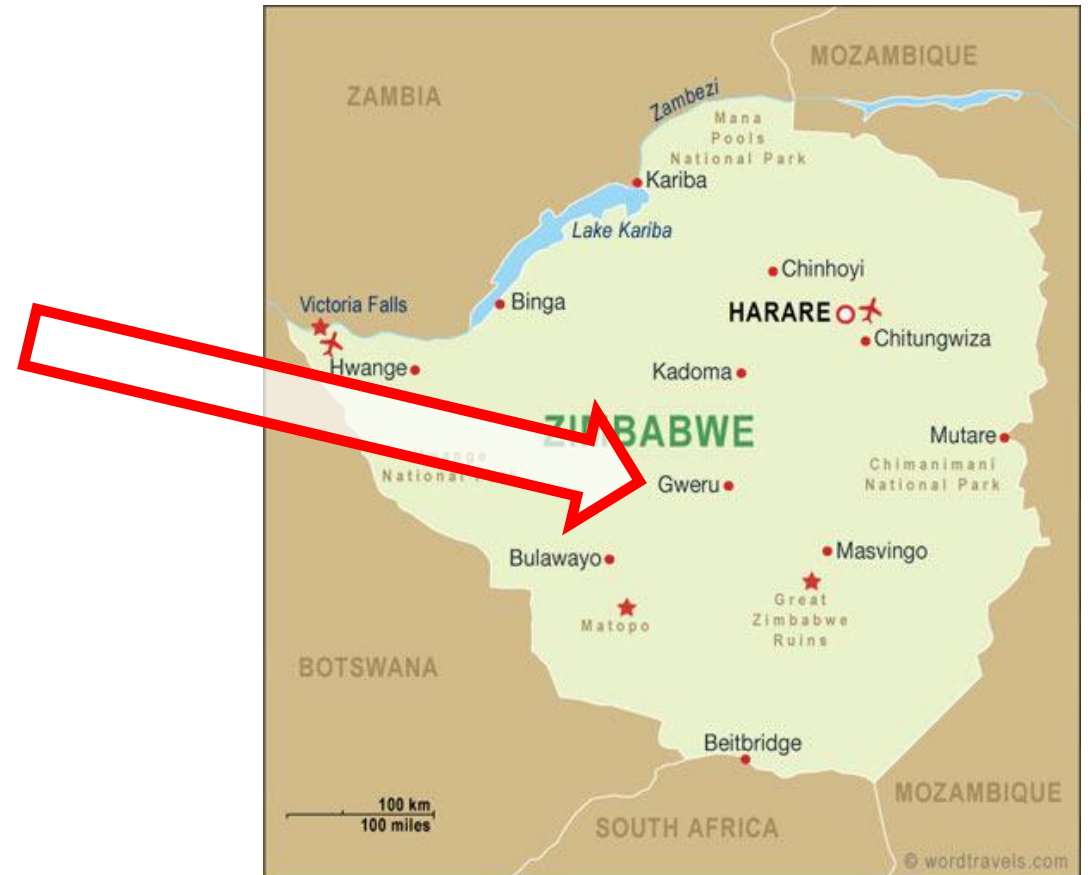 MOZAMBIQUE
ZAMBIA
Zambezi
Mana
Pools
National Park
Kariba
Lake Kariba
Chinhoyi
Victoria Falls
Binga
HARARE
Chitungwiza
Hwange
Kadoma
ZIMBABWE
Mutare
Hwange
National Park
Chimanimani
National Park
Gweru
Bulawayo
Masvingo
Great
Zimbabwe
Ruins
Matopo
BOTSWANA
Beitbridge
MOZAMBIQUE
100 km
100 miles
SOUTH AFRICA
© wordtravels.com